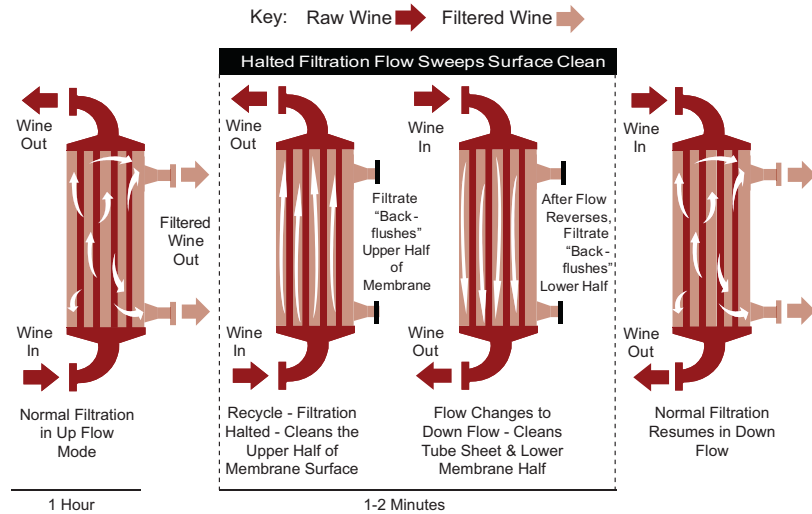 Key: Raw Wine Filtered Wine
Halted Filtration Flow Sweeps Surface Clean
Wine
Out
Filtered
Wine
Out
Wine
In
Normal Filtration
in Up Flow
Mode
1 Hour
Wine
Out
Filtrate
“Back-
flushes”
Upper Half
of
Membrane
Wine
In
Recycle - Filtration
Halted - Cleans the
Upper Half of
Membrane Surface
Wine
In
After Flow
Reverses,
Filtrate
“Back-
flushes”
Lower Half
Wine
Out
Flow Changes to
Down Flow - Cleans
Tube Sheet & Lower
Membrane Half
1-2 Minutes
Wine
In
Wine
Out
Normal Filtration
Resumes in Down
Flow